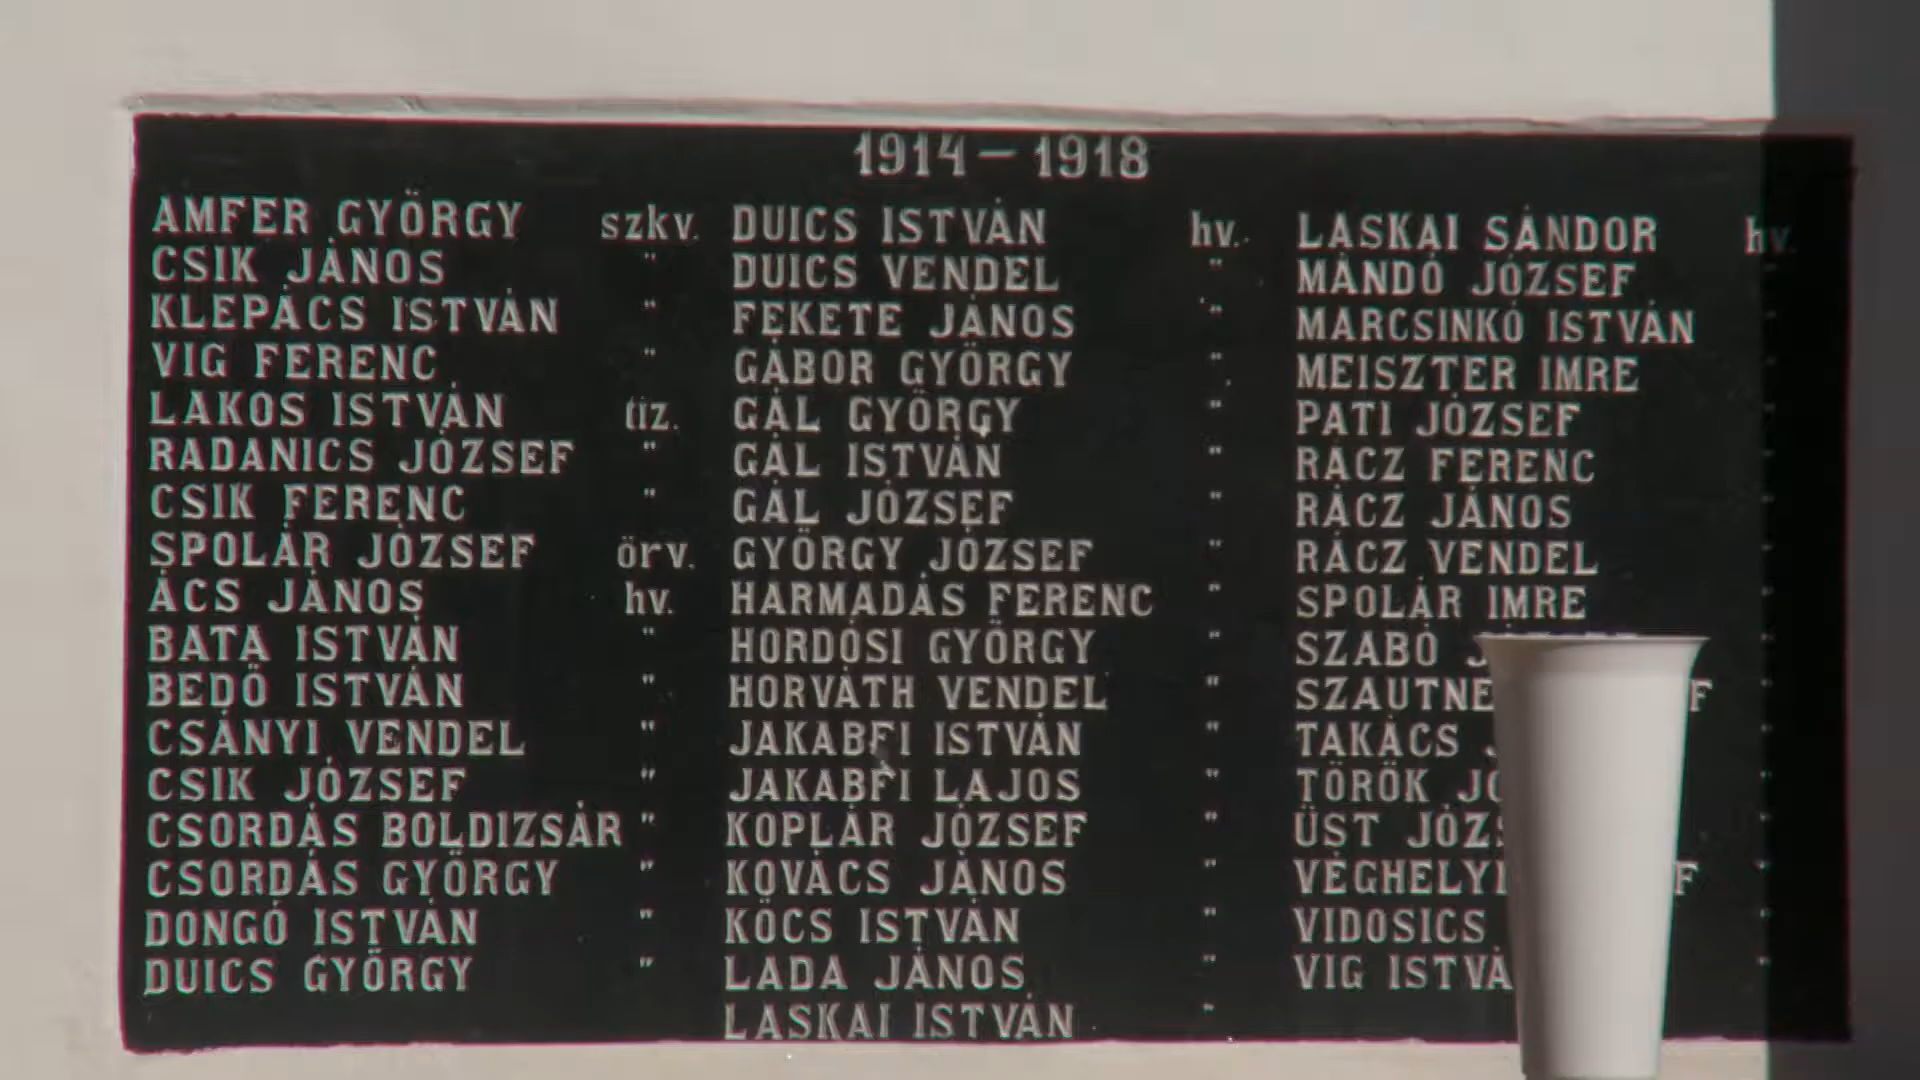 1914 – 1918
AMFER GYÖRGY szkv.
CSIK JÁNOS "
KLEPÁCS ISTVÁN "
VIG FERENC "
LAKOS ISTVÁN tiz.
RADANICS JÓZSEF "
CSIK FERENC "
SPOLÁR JÓZSEF örv.
ÁCS JÁNOS hv.
BATA ISTVÁN "
BEDŐ ISTVÁN "
CSÁNYI VENDEL "
CSIK JÓZSEF "
CSORDÁS BOLDIZSÁR "
CSORDÁS GYÖRGY "
DONGÓ ISTVÁN "
DUICS GYÖRGY "
DUICS ISTVÁN hv.
DUICS VENDEL "
FEKETE JÁNOS "
GÁBOR GYÖRGY "
GÁL GYÖRGY "
GÁL ISTVÁN "
GÁL JÓZSEF "
GYÖRGY JÓZSEF "
HARMADÁS FERENC "
HORDÓSI GYÖRGY "
HORVÁTH VENDEL "
JAKABFI ISTVÁN "
JAKABFI LAJOS "
KOPLÁR JÓZSEF "
KOVÁCS JÁNOS "
KÖCS ISTVÁN "
LADA JÁNOS "
LASKAI ISTVÁN "
LASKAI SÁNDOR hv.
MÁNDÓ JÓZSEF "
MARCSINKÓ ISTVÁN "
MEISZTER IMRE "
PATI JÓZSEF "
RÁCZ FERENC "
RÁCZ JÁNOS "
RÁCZ VENDEL "
SPOLÁR IMRE "
SZABÓ "
TAKÁCS "
TÖRÖK "
ÜST "
VÉGHELYI "
VIDOSICS "
VIG "